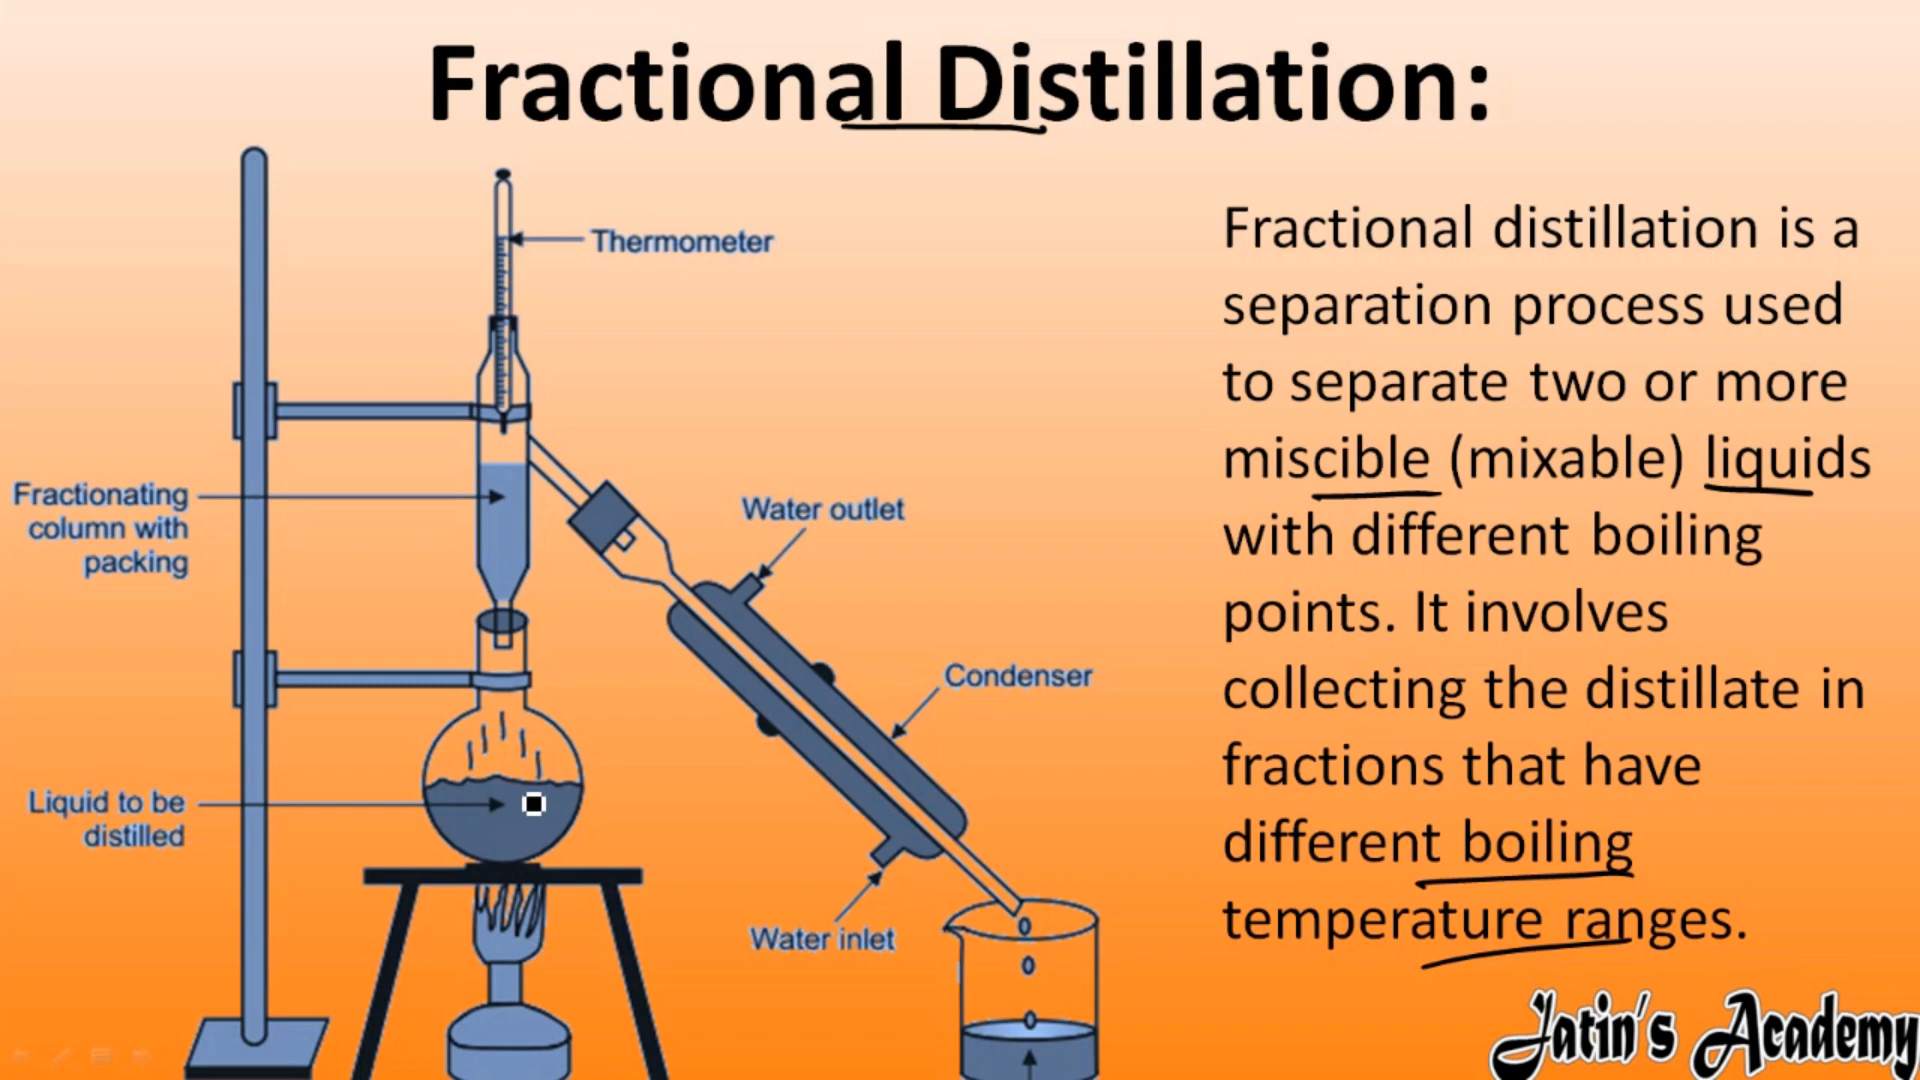 Fractional Distillation:
Thermometer
Fractionating
column with
packing
Water outlet
Condenser
Liquid to be
distilled
Water inlet
Fractional distillation is a
separation process used
to separate two or more
miscible (mixable) liquids
with different boiling
points. It involves
collecting the distillate in
fractions that have
different boiling
temperature ranges.
Jatin's Academy